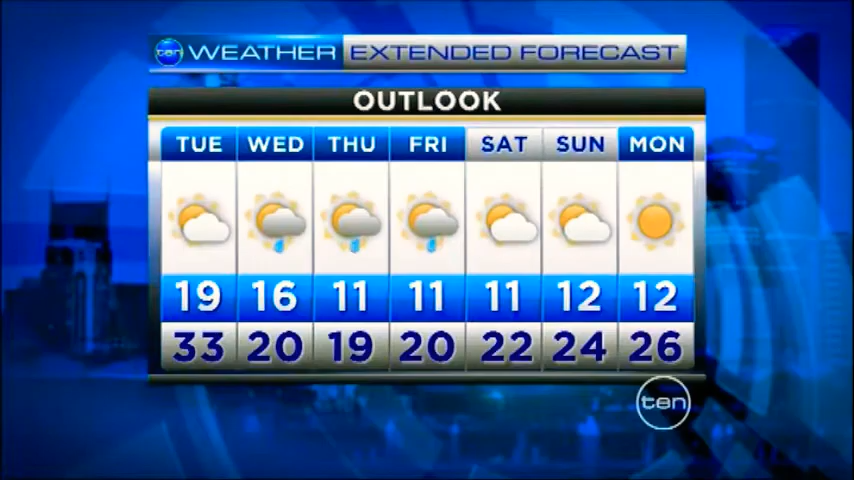 ten WEATHER EXTENDED FORECAST
OUTLOOK
TUE WED THU FRI SAT SUN MON
19 16 11 11 11 12 12
33 20 19 20 22 24 26
ten